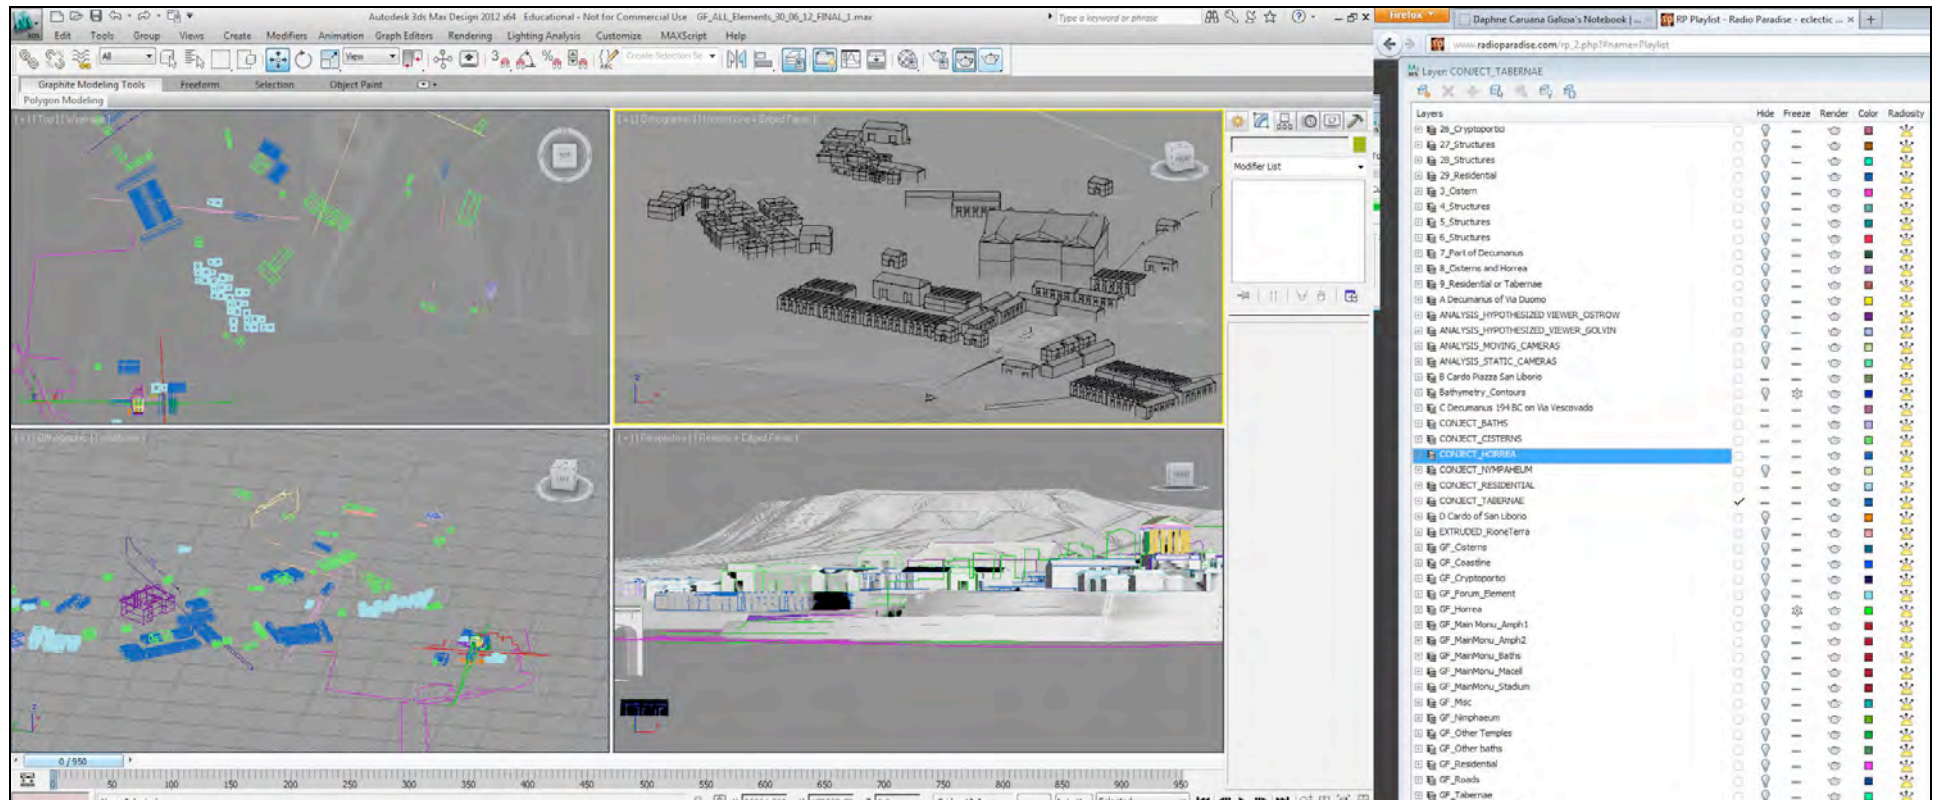 Autodesk 3ds Max Design 2012 x64 Educational - Not for Commercial Use GF_ALL_Elements_30_06_12_FINAL_1.max
Type a keyword or phrase
Edit Tools Group Views Create Modifiers Animation Graph Editors Rendering Lighting Analysis Customize MAXScript Help
All
View
Create Selection Se
Graphite Modeling Tools Freeform Selection Object Paint
Polygon Modeling
Modifier List
0 / 950
0 50 100 150 200 250 300 350 400 450 500 550 600 650 700 750 800 850 900 950
Firefox
Daphne Caruana Galizia's Notebook | ...
RP Playlist - Radio Paradise - eclectic ...
www.radioparadise.com/rp_2.php?#name=Playlist
Layer: CONJECT_TABERNAE
Layers Hide Freeze Render Color Radiosity
26_Cryptoportici
27_Structures
28_Structures
29_Residential
3_Cistern
4_Structures
5_Structures
6_Structures
7_Part of Decumanus
8_Cisterns and Horrea
9_Residential or Tabernae
A Decumanus of Via Duomo
ANALYSIS_HYPOTHESIZED VIEWER_OSTROW
ANALYSIS_HYPOTHESIZED VIEWER_GOLVIN
ANALYSIS_MOVING_CAMERAS
ANALYSIS_STATIC_CAMERAS
B Cardo Piazza San Liborio
Bathymetry_Contours
C Decumanus 194 BC on Via Vescovado
CONJECT_BATHS
CONJECT_CISTERNS
CONJECT_HORREA
CONJECT_NYMPAHEUM
CONJECT_RESIDENTIAL
CONJECT_TABERNAE
D Cardo of San Liborio
EXTRUDED_RioneTerra
GF_Cisterns
GF_Coastline
GF_Cryptoportici
GF_Forum_Element
GF_Horrea
GF_Main Monu_Amph1
GF_MainMonu_Amph2
GF_MainMonu_Baths
GF_MainMonu_Macell
GF_MainMonu_Stadium
GF_Misc
GF_Nimphaeum
GF_Other Temples
GF_Other baths
GF_Residential
GF_Roads
GF_Tabernae